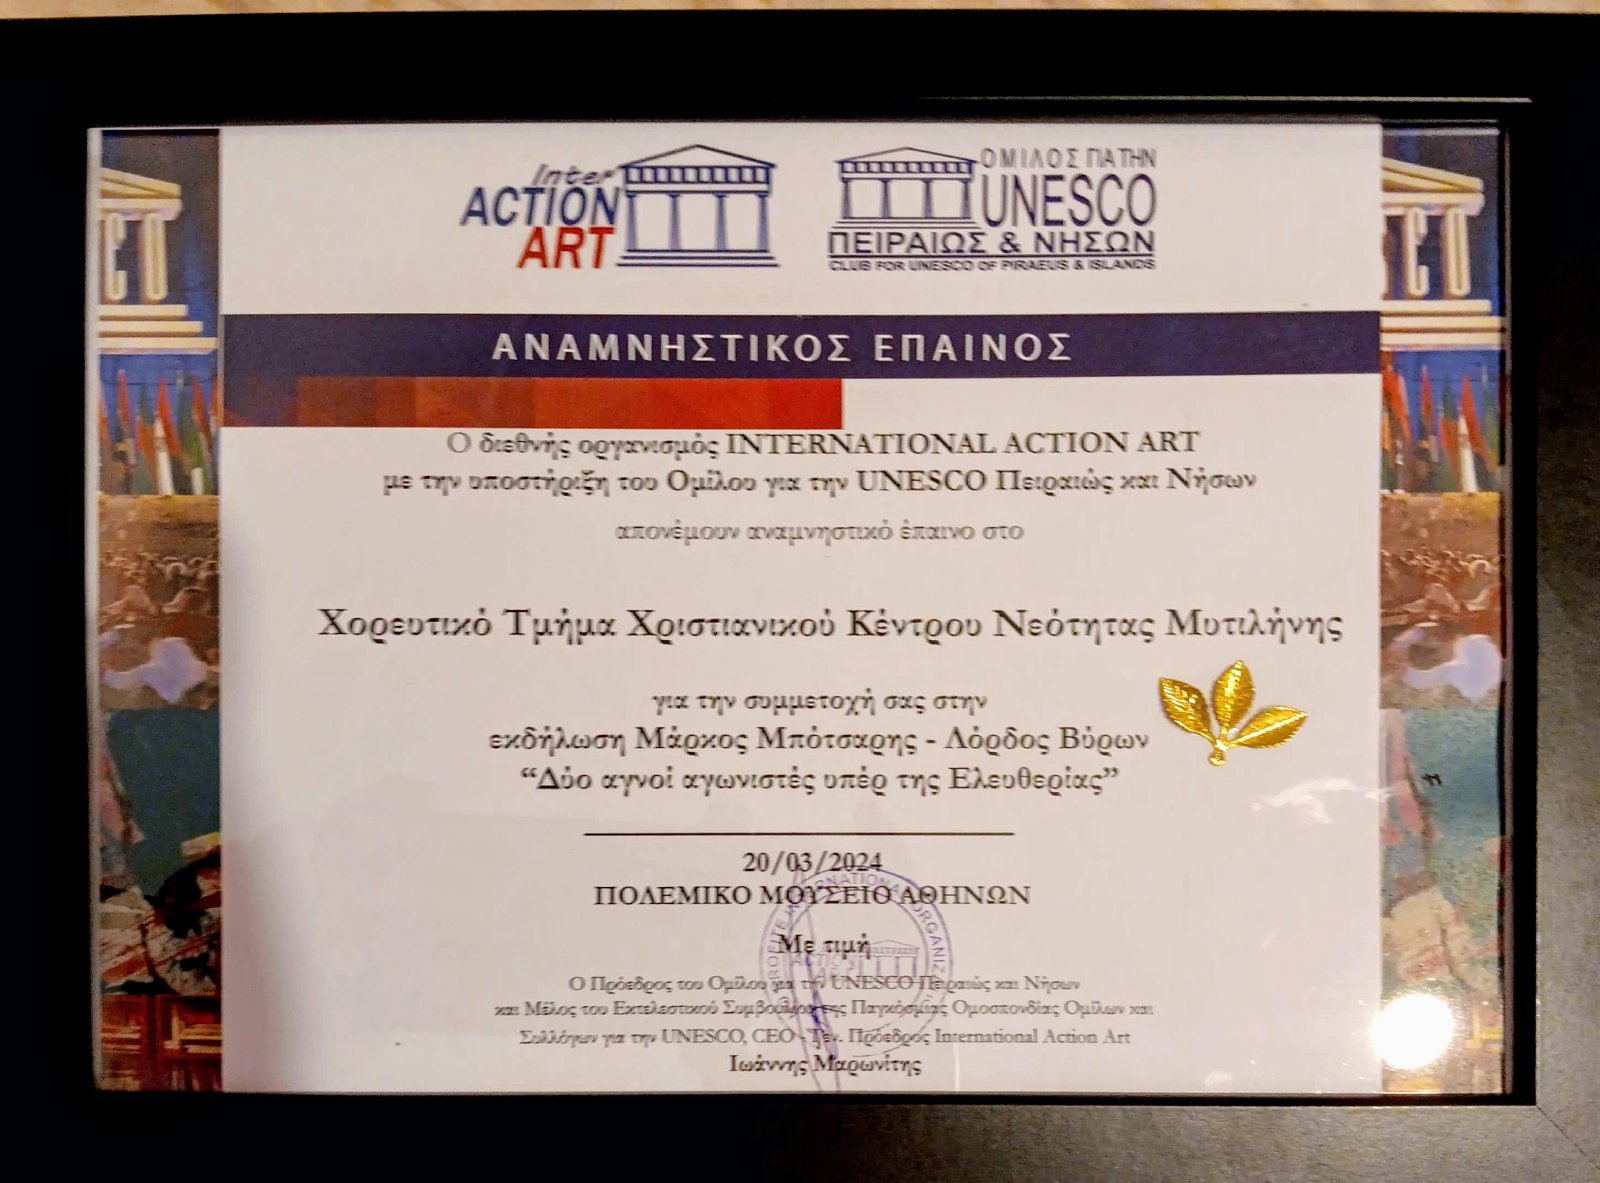 Inter
ACTION
ART
ΟΜΙΛΟΣ ΓΙΑ ΤΗΝ
UNESCO
ΠΕΙΡΑΙΩΣ & ΝΗΣΩΝ
CLUB FOR UNESCO OF PIRAEUS & ISLANDS
ΑΝΑΜΝΗΣΤΙΚΟΣ ΕΠΑΙΝΟΣ
Ο διεθνής οργανισμός INTERNATIONAL ACTION ART
με την υποστήριξη του Ομίλου για την UNESCO Πειραιώς και Νήσων
απονέμουν αναμνηστικό έπαινο στο
Χορευτικό Τμήμα Χριστιανικού Κέντρου Νεότητας Μυτιλήνης
για την συμμετοχή σας στην
εκδήλωση Μάρκος Μπότσαρης - Λόρδος Βύρων
“Δύο αγνοί αγωνιστές υπέρ της Ελευθερίας”
20/03/2024
ΠΟΛΕΜΙΚΟ ΜΟΥΣΕΙΟ ΑΘΗΝΩΝ
Με τιμή
Ο Πρόεδρος του Ομίλου για την UNESCO Πειραιώς και Νήσων
και Μέλος του Εκτελεστικού Συμβουλίου της Παγκόσμιας Ομοσπονδίας Ομίλων και
Συλλόγων για την UNESCO, CEO - Γεν. Πρόεδρος International Action Art
Ιωάννης Μαρωνίτης